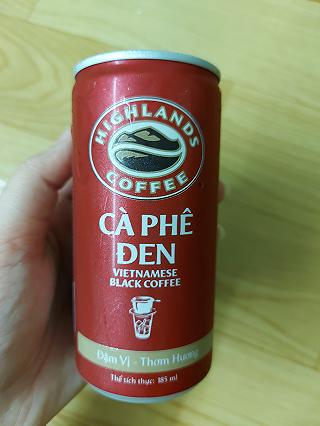 HIGHLANDS
COFFEE
CÀ PHÊ
ĐEN
VIETNAMESE
BLACK COFFEE
Đậm Vị - Thơm Hương
Thể tích thực: 185 ml